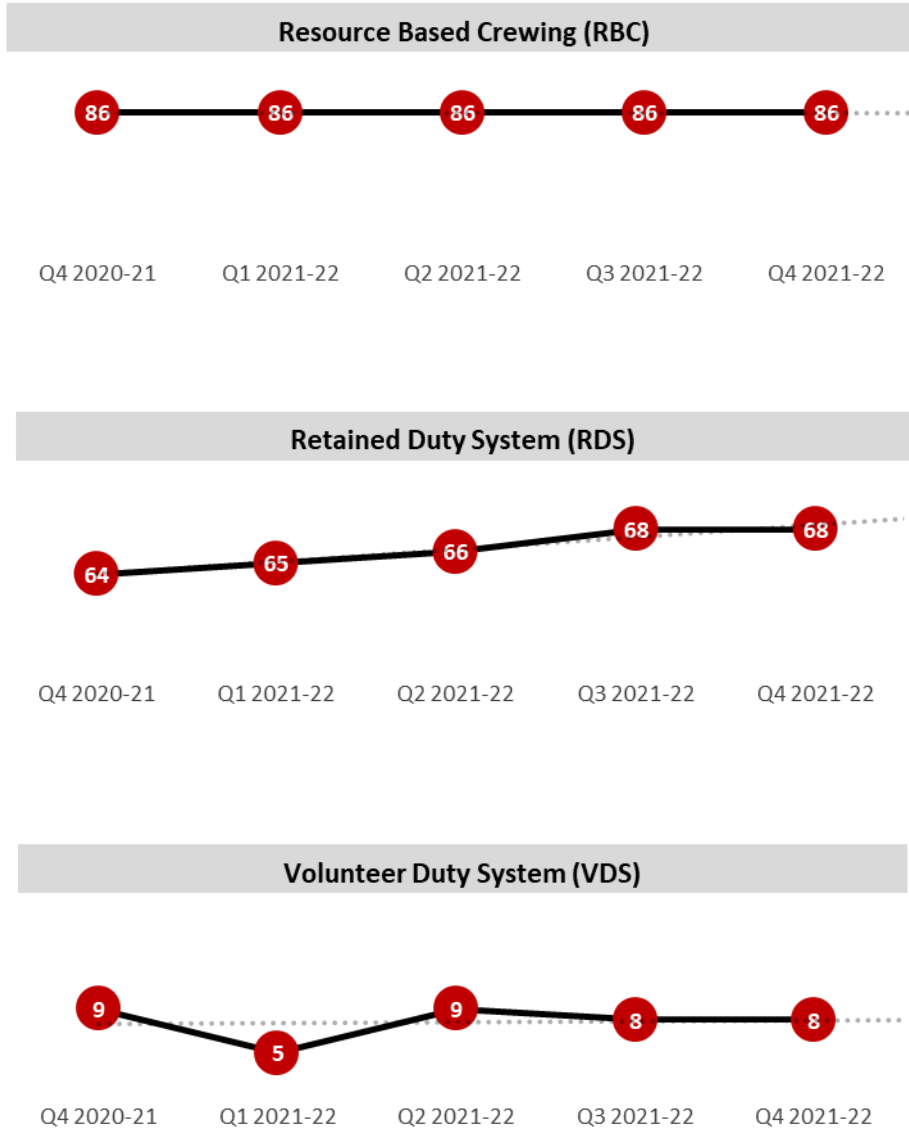 Resource Based Crewing (RBC)
86 86 86 86 86
Q4 2020-21 Q1 2021-22 Q2 2021-22 Q3 2021-22 Q4 2021-22
Retained Duty System (RDS)
64 65 66 68 68
Q4 2020-21 Q1 2021-22 Q2 2021-22 Q3 2021-22 Q4 2021-22
Volunteer Duty System (VDS)
9 5 9 8 8
Q4 2020-21 Q1 2021-22 Q2 2021-22 Q3 2021-22 Q4 2021-22